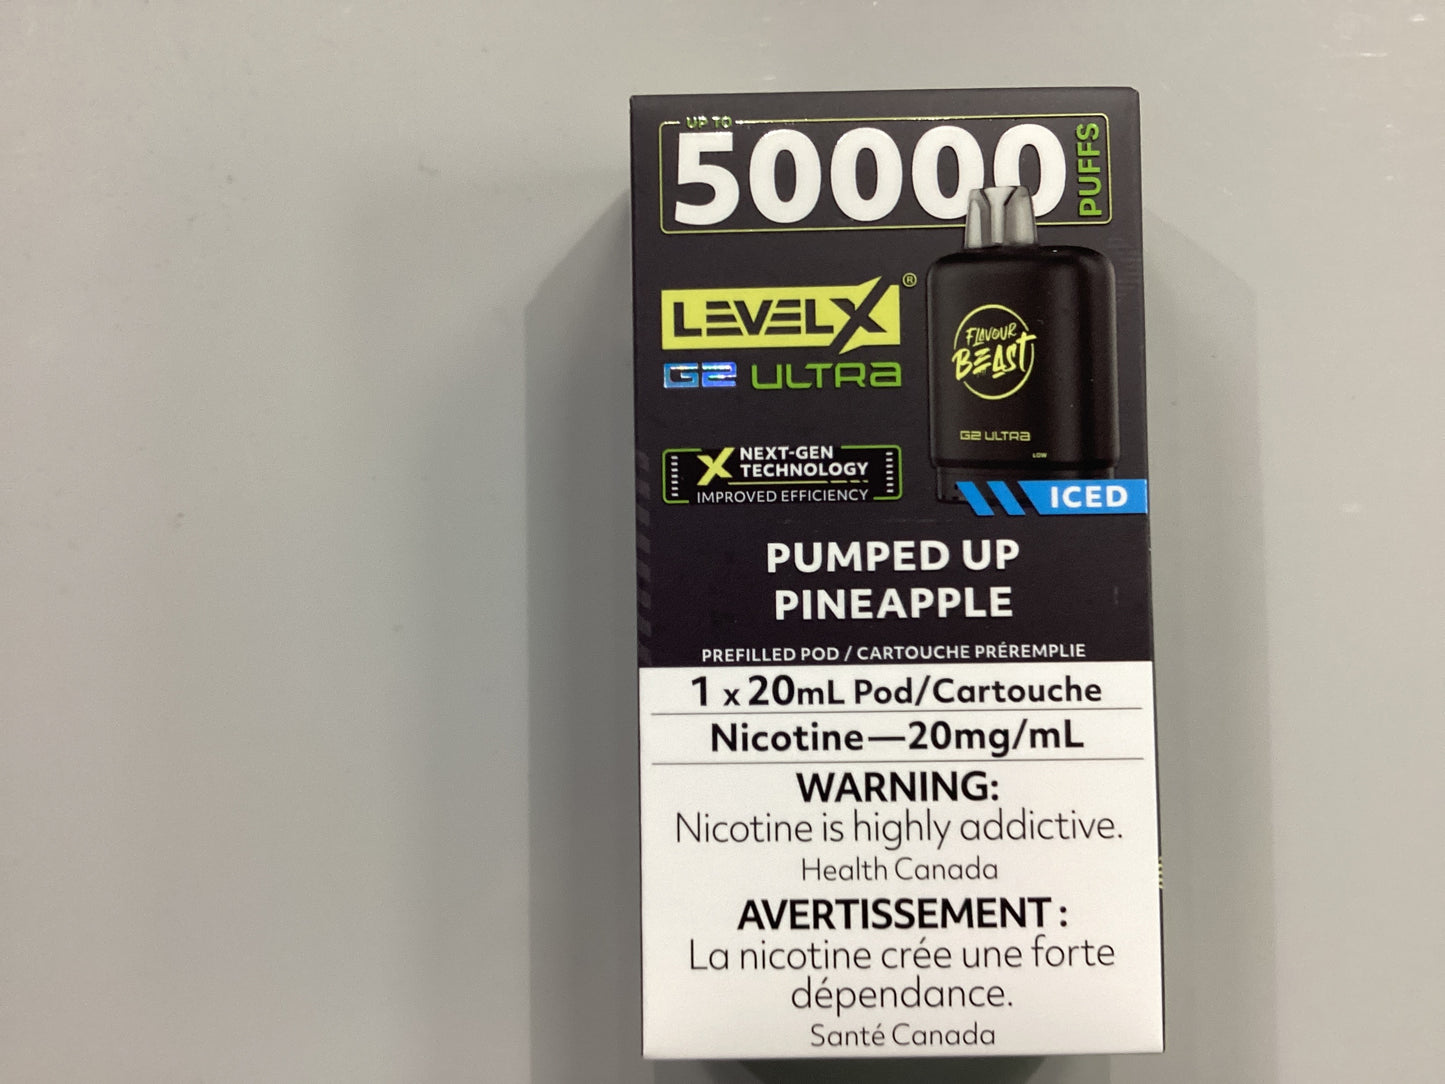 UP TO
50000
PUFFS
LEVELX®
G2 ULTRA
FLAVOUR
BEAST
G2 ULTRA
LOW
X NEXT-GEN
TECHNOLOGY
IMPROVED EFFICIENCY
ICED
PUMPED UP
PINEAPPLE
PREFILLED POD / CARTOUCHE PRÉREMPLIE
1 x 20mL Pod/Cartouche
Nicotine—20mg/mL
WARNING:
Nicotine is highly addictive.
Health Canada
AVERTISSEMENT :
La nicotine crée une forte
dépendance.
Santé Canada